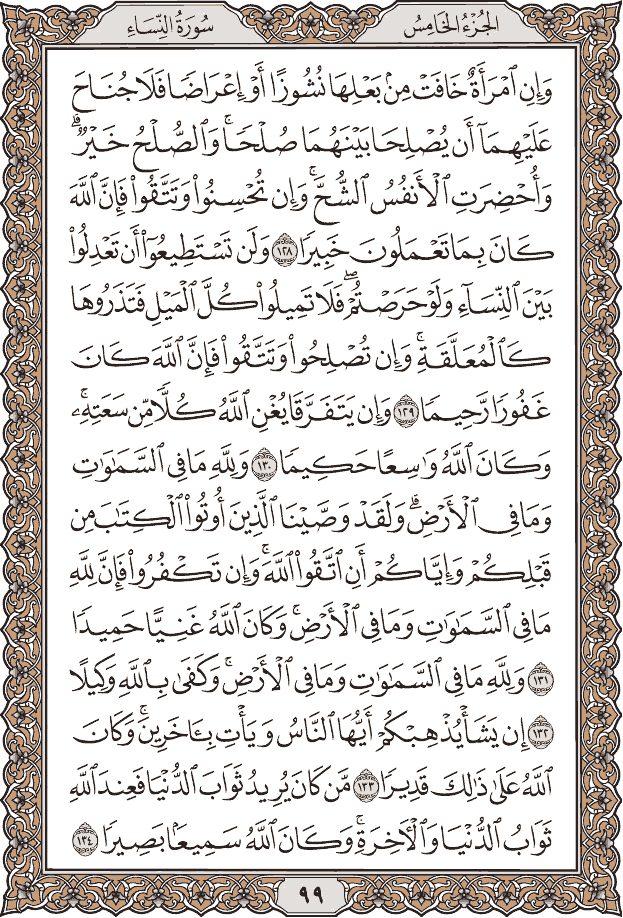 الجُزْءُ الخَامِسُ
سُورَةُ النِّسَاءِ
وَإِنِ ٱمْرَأَةٌ خَافَتْ مِنۢ بَعْلِهَا نُشُوزًا أَوْ إِعْرَاضًا فَلَا جُنَاحَ
عَلَيْهِمَآ أَن يُصْلِحَا بَيْنَهُمَا صُلْحًاۚ وَٱلصُّلْحُ خَيْرٌۗ
وَأُحْضِرَتِ ٱلْأَنفُسُ ٱلشُّحَّۚ وَإِن تُحْسِنُوا۟ وَتَتَّقُوا۟ فَإِنَّ ٱللَّهَ
كَانَ بِمَا تَعْمَلُونَ خَبِيرًا ١٢٨ وَلَن تَسْتَطِيعُوٓا۟ أَن تَعْدِلُوا۟
بَيْنَ ٱلنِّسَآءِ وَلَوْ حَرَصْتُمْۖ فَلَا تَمِيلُوا۟ كُلَّ ٱلْمَيْلِ فَتَذَرُوهَا
كَٱلْمُعَلَّقَةِۚ وَإِن تُصْلِحُوا۟ وَتَتَّقُوا۟ فَإِنَّ ٱللَّهَ كَانَ
غَفُورًا رَّحِيمًا ١٢٩ وَإِن يَتَفَرَّقَا يُغْنِ ٱللَّهُ كُلًّا مِّن سَعَتِهِۦۚ
وَكَانَ ٱللَّهُ وَٰسِعًا حَكِيمًا ١٣٠ وَلِلَّهِ مَا فِى ٱلسَّمَٰوَٰتِ
وَمَا فِى ٱلْأَرْضِۗ وَلَقَدْ وَصَّيْنَا ٱلَّذِينَ أُوتُوا۟ ٱلْكِتَٰبَ مِن
قَبْلِكُمْ وَإِيَّاكُمْ أَنِ ٱتَّقُوا۟ ٱللَّهَۚ وَإِن تَكْفُرُوا۟ فَإِنَّ لِلَّهِ
مَا فِى ٱلسَّمَٰوَٰتِ وَمَا فِى ٱلْأَرْضِۚ وَكَانَ ٱللَّهُ غَنِيًّا حَمِيدًا
١٣١ وَلِلَّهِ مَا فِى ٱلسَّمَٰوَٰتِ وَمَا فِى ٱلْأَرْضِۚ وَكَفَىٰ بِٱللَّهِ وَكِيلًا
١٣٢ إِن يَشَأْ يُذْهِبْكُمْ أَيُّهَا ٱلنَّاسُ وَيَأْتِ بِـَٔاخَرِينَۚ وَكَانَ
ٱللَّهُ عَلَىٰ ذَٰلِكَ قَدِيرًا ١٣٣ مَّن كَانَ يُرِيدُ ثَوَابَ ٱلدُّنْيَا فَعِندَ ٱللَّهِ
ثَوَابُ ٱلدُّنْيَا وَٱلْـَٔاخِرَةِۚ وَكَانَ ٱللَّهُ سَمِيعًۢا بَصِيرًا ١٣٤
٩٩